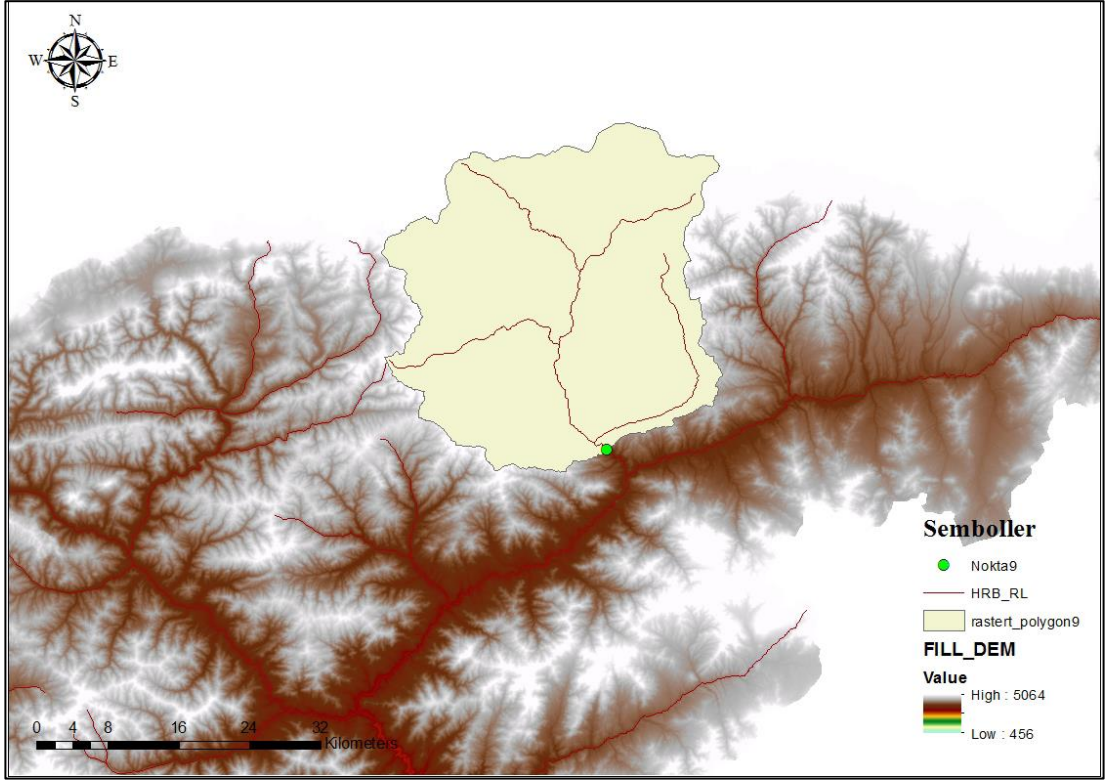 N
W E
S
Semboller
Nokta9
HRB_RL
rastert_polygon9
FILL_DEM
Value
High : 5064
Low : 456
0 4 8 16 24 32
Kilometers